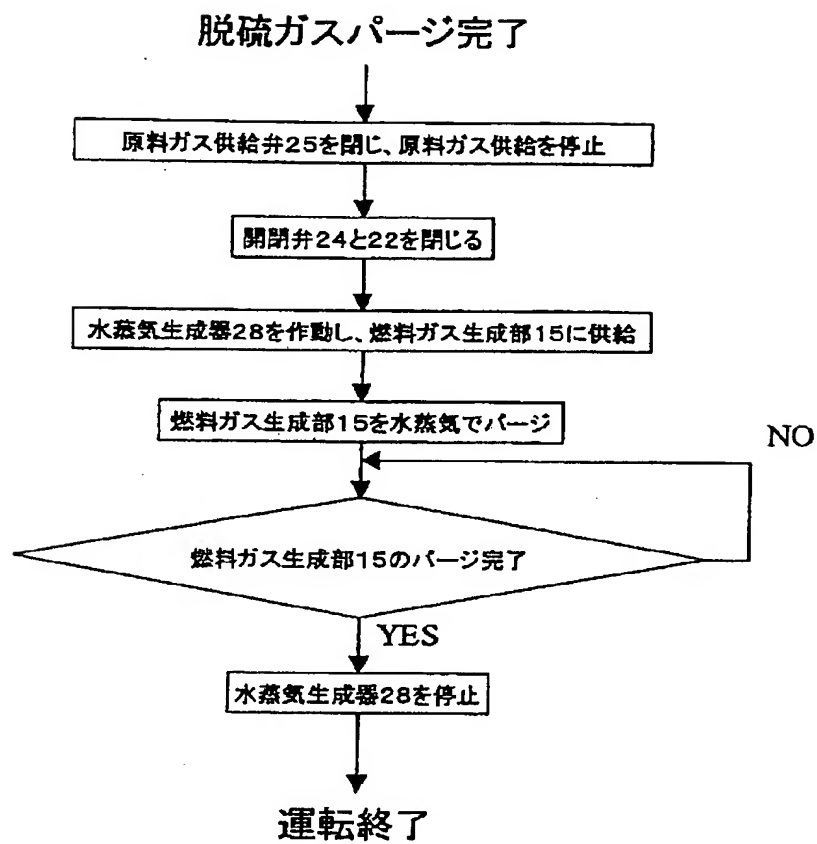 脱硫ガスパージ完了
原料ガス供給弁25を閉じ、原料ガス供給を停止
開閉弁24と22を閉じる
水蒸気生成器28を作動し、燃料ガス生成部15に供給
燃料ガス生成部15を水蒸気でパージ
NO
燃料ガス生成部15のパージ完了
YES
水蒸気生成器28を停止
運転終了